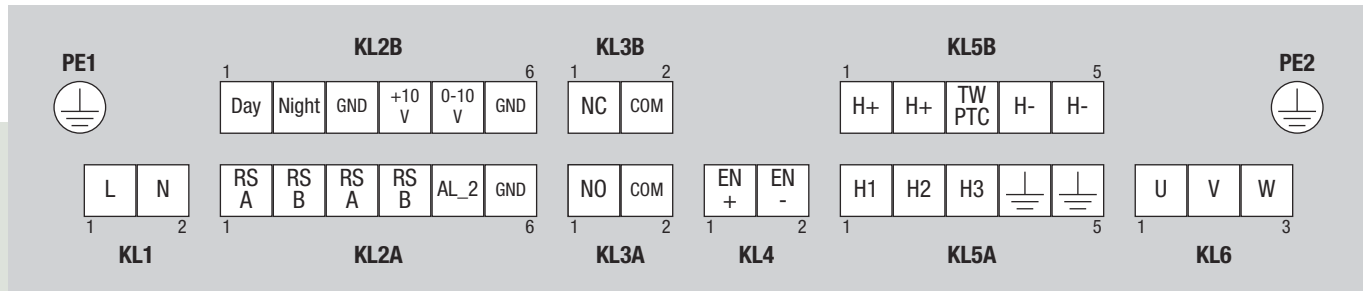 KL2B KL3B KL5B
PE1 PE2
1 6 1 2 1 5
Day Night GND +10 V 0-10 V GND NC COM H+ H+ TW PTC H- H-
L N RS A RS B RS A RS B AL_2 GND NO COM EN + EN - H1 H2 H3 U V W
1 2 1 6 1 2 1 2 1 5 1 3
KL1 KL2A KL3A KL4 KL5A KL6